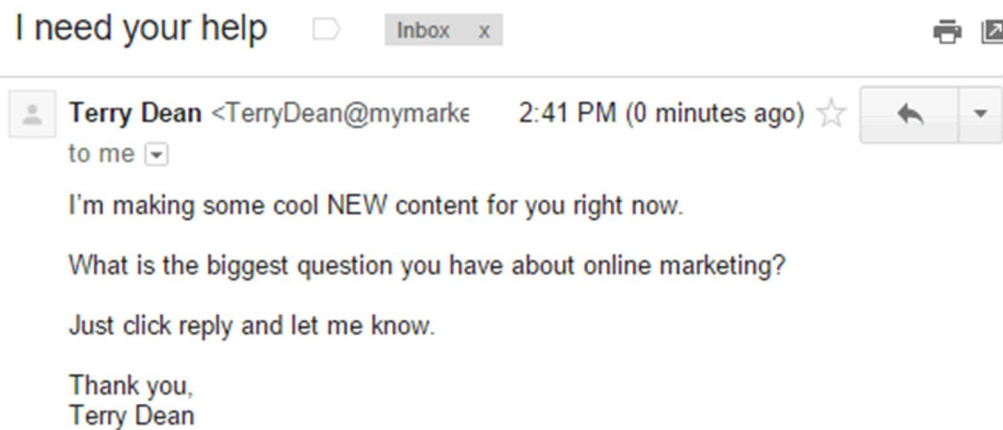 I need your help
Inbox x
Terry Dean <TerryDean@mymarke 2:41 PM (0 minutes ago)
to me
I'm making some cool NEW content for you right now.
What is the biggest question you have about online marketing?
Just click reply and let me know.
Thank you,
Terry Dean